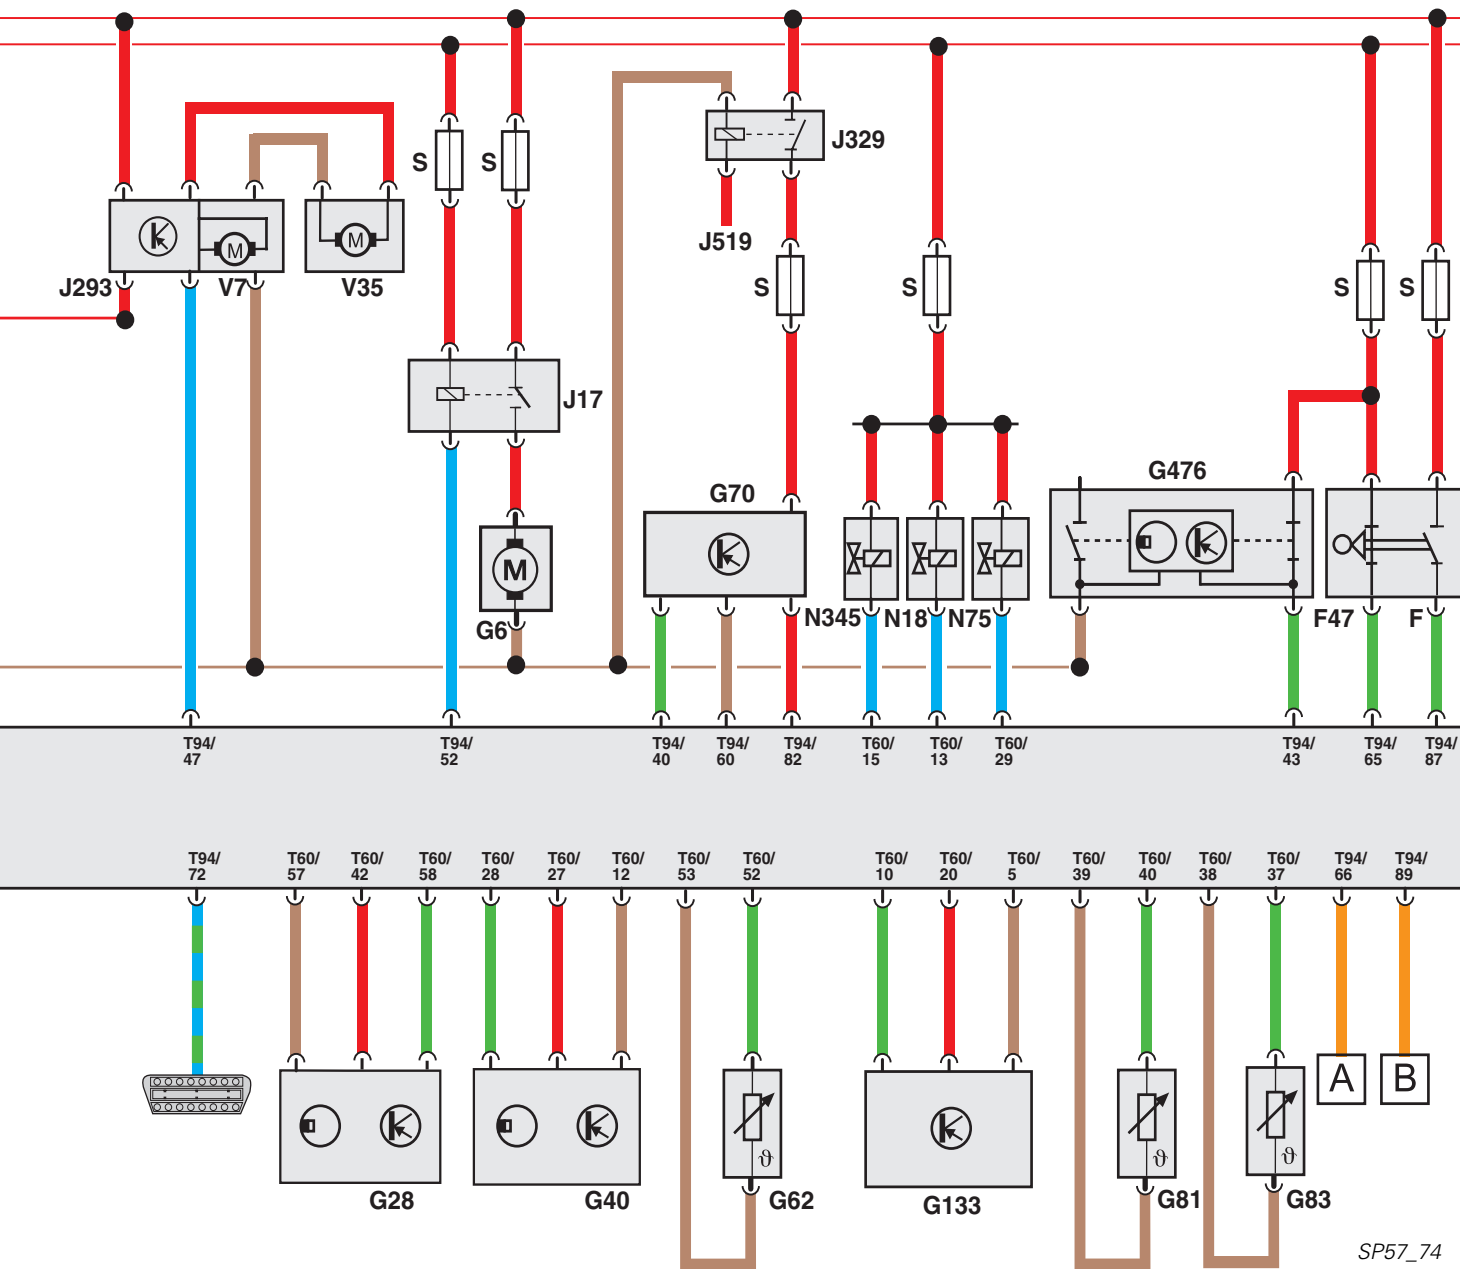 J329
S
S
J519
J293
V7
M
V35
M
S
S
S
S
J17
G476
G70
M
G6
N345
N18
N75
F47
F
T94/
47
T94/
52
T94/
40
T94/
60
T94/
82
T60/
15
T60/
13
T60/
29
T94/
43
T94/
65
T94/
87
T94/
72
T60/
57
T60/
42
T60/
58
T60/
28
T60/
27
T60/
12
T60/
53
T60/
52
T60/
10
T60/
20
T60/
5
T60/
39
T60/
40
T60/
38
T60/
37
T94/
66
T94/
89
A
B
ϑ
ϑ
ϑ
G28
G40
G62
G133
G81
G83
SP57_74